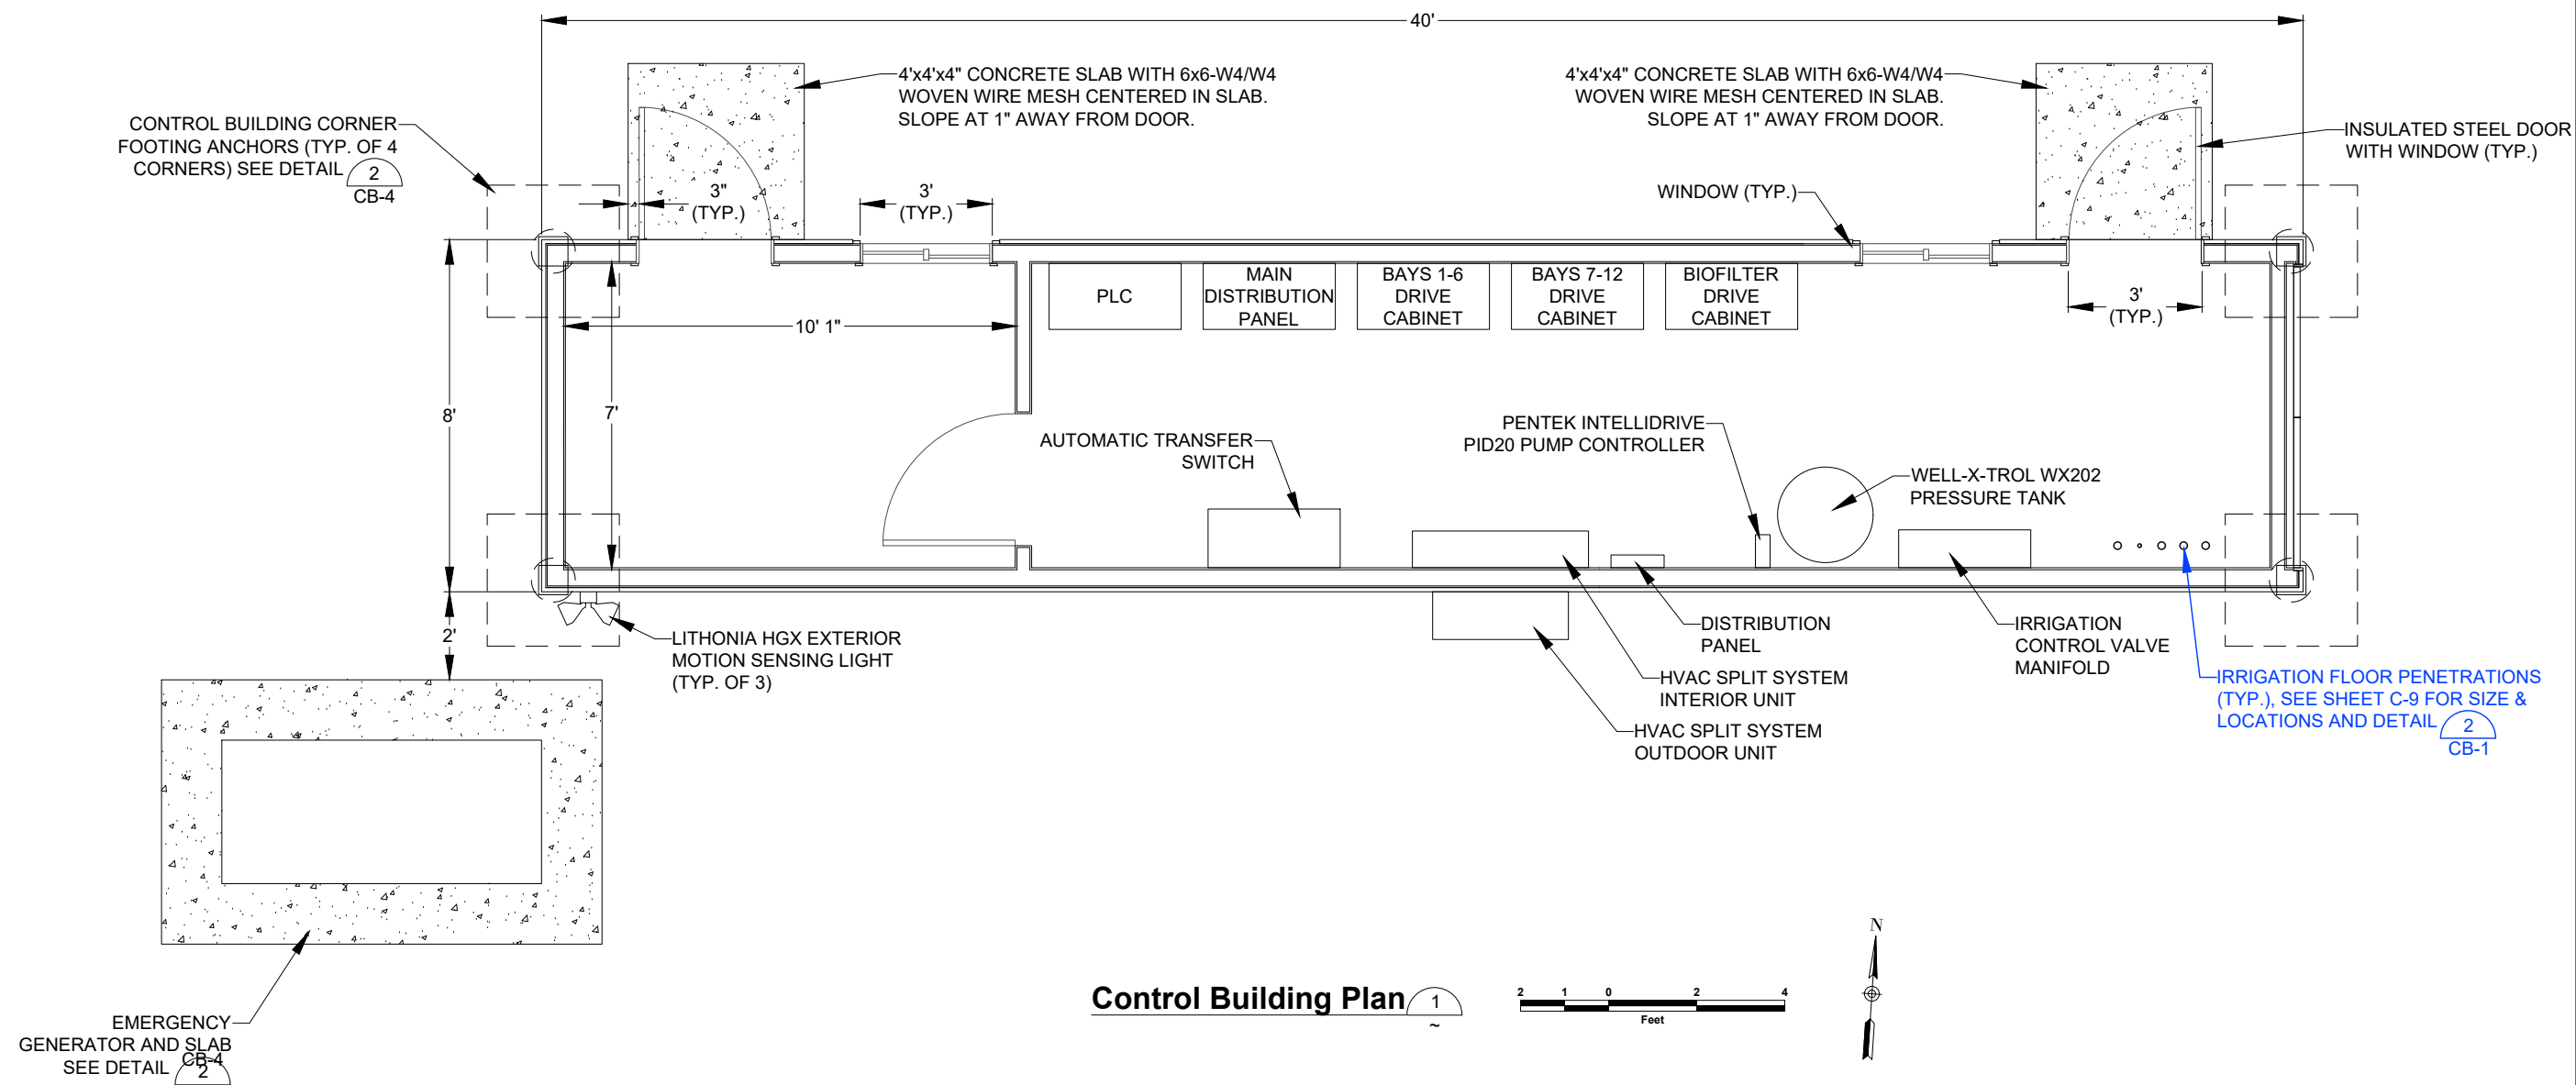 40'
4'x4'x4" CONCRETE SLAB WITH 6x6-W4/W4
WOVEN WIRE MESH CENTERED IN SLAB.
SLOPE AT 1" AWAY FROM DOOR.
4'x4'x4" CONCRETE SLAB WITH 6x6-W4/W4
WOVEN WIRE MESH CENTERED IN SLAB.
SLOPE AT 1" AWAY FROM DOOR.
CONTROL BUILDING CORNER
FOOTING ANCHORS (TYP. OF 4
CORNERS) SEE DETAIL
2
CB-4
INSULATED STEEL DOOR
WITH WINDOW (TYP.)
3"
(TYP.)
3'
(TYP.)
WINDOW (TYP.)
PLC
MAIN
DISTRIBUTION
PANEL
BAYS 1-6
DRIVE
CABINET
BAYS 7-12
DRIVE
CABINET
BIOFILTER
DRIVE
CABINET
3'
(TYP.)
10' 1"
8'
7'
AUTOMATIC TRANSFER
SWITCH
PENTEK INTELLIDRIVE
PID20 PUMP CONTROLLER
WELL-X-TROL WX202
PRESSURE TANK
2'
LITHONIA HGX EXTERIOR
MOTION SENSING LIGHT
(TYP. OF 3)
DISTRIBUTION
PANEL
IRRIGATION
CONTROL VALVE
MANIFOLD
HVAC SPLIT SYSTEM
INTERIOR UNIT
HVAC SPLIT SYSTEM
OUTDOOR UNIT
IRRIGATION FLOOR PENETRATIONS
(TYP.), SEE SHEET C-9 FOR SIZE &
LOCATIONS AND DETAIL
2
CB-1
EMERGENCY
GENERATOR AND SLAB
SEE DETAIL
CB-4
2
Control Building Plan
1
~
2 1 0 2 4
Feet
N